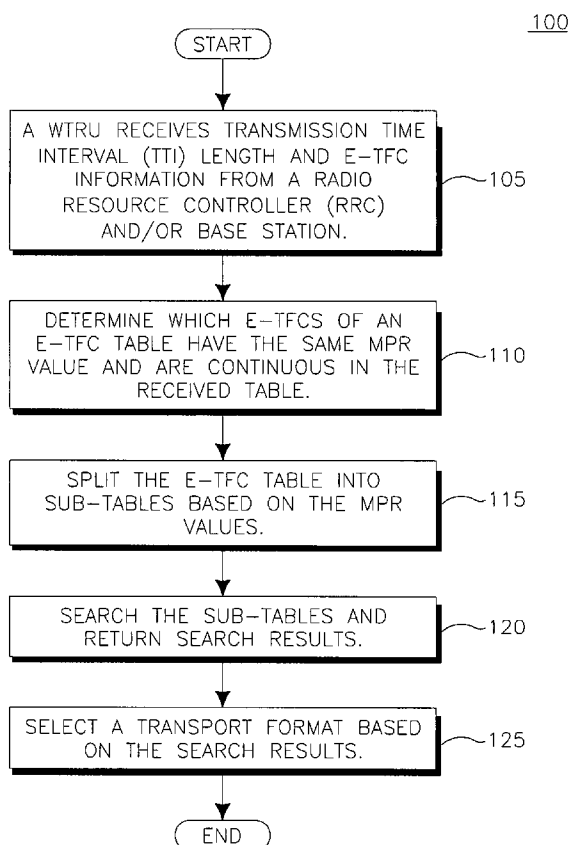 100
START
A WTRU RECEIVES TRANSMISSION TIME
INTERVAL (TTI) LENGTH AND E-TFC
INFORMATION FROM A RADIO
RESOURCE CONTROLLER (RRC)
AND/OR BASE STATION.
105
DETERMINE WHICH E-TFCS OF AN
E-TFC TABLE HAVE THE SAME MPR
VALUE AND ARE CONTINUOUS IN THE
RECEIVED TABLE.
110
SPLIT THE E-TFC TABLE INTO
SUB-TABLES BASED ON THE MPR
VALUES.
115
SEARCH THE SUB-TABLES AND
RETURN SEARCH RESULTS.
120
SELECT A TRANSPORT FORMAT BASED
ON THE SEARCH RESULTS.
125
END